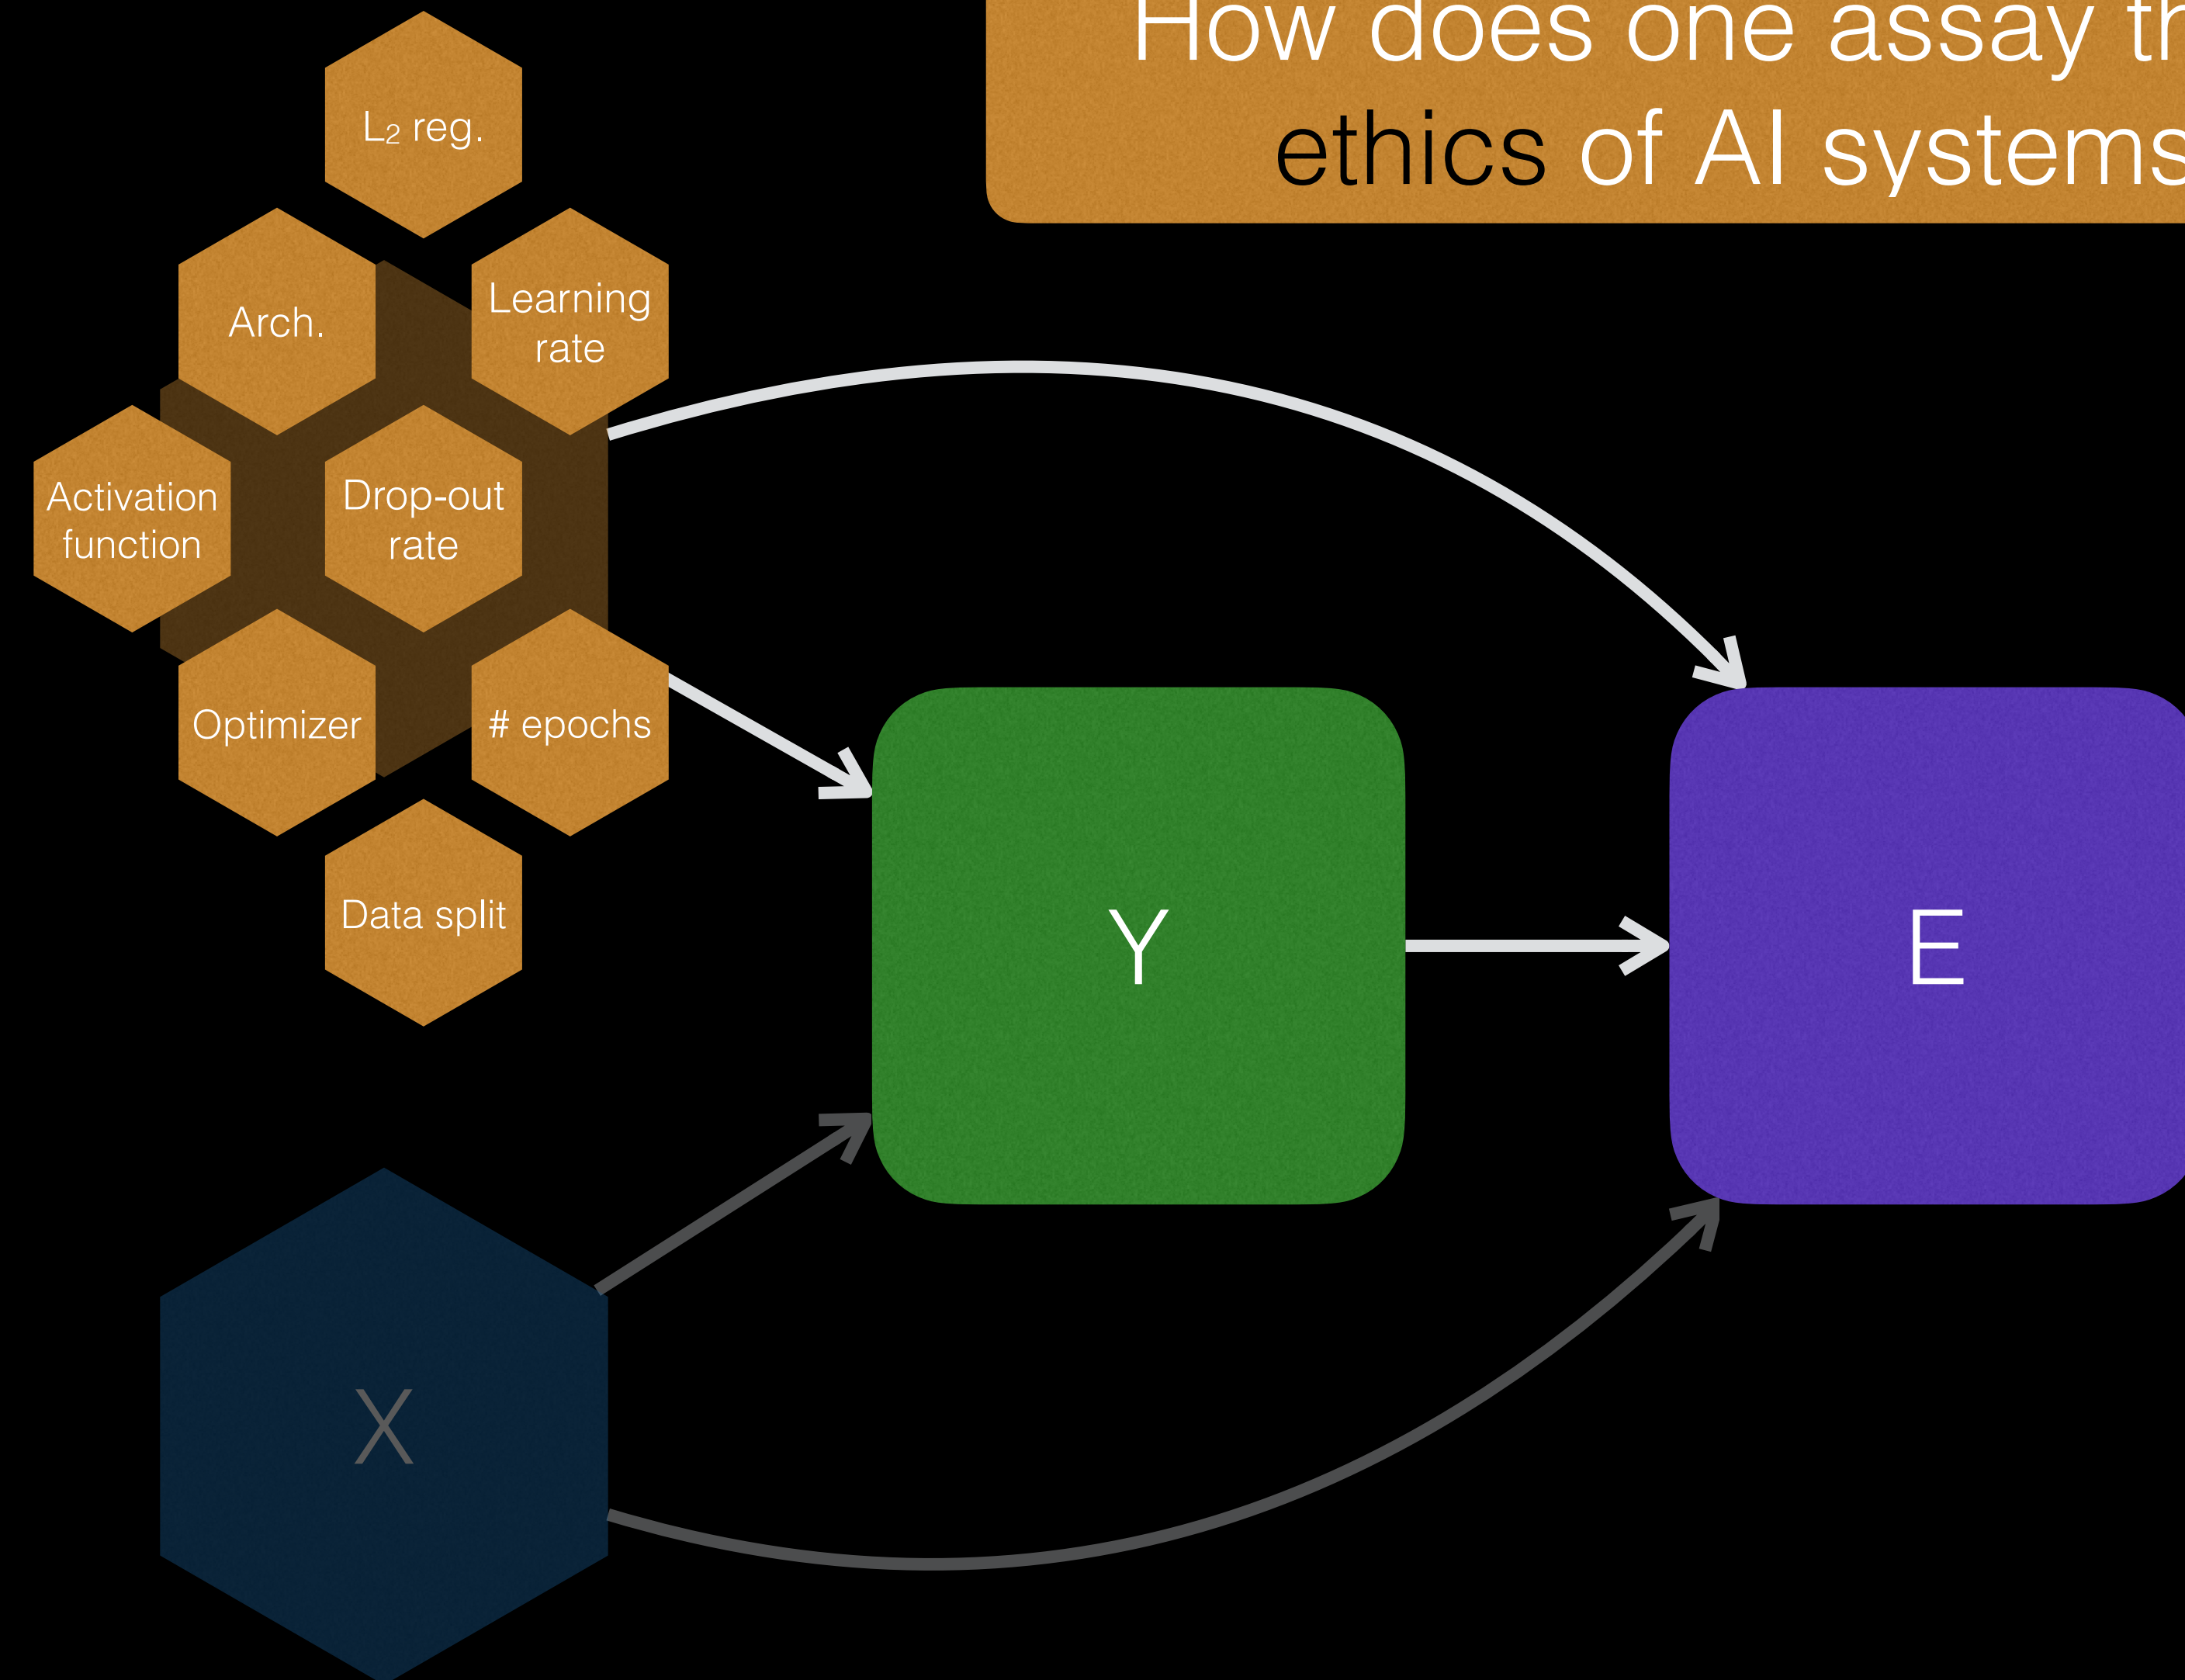 How does one assay th
ethics of AI systems
L₂ reg.
Arch.
Learning
rate
Activation
function
Drop-out
rate
Optimizer
# epochs
Data split
Y
E
X